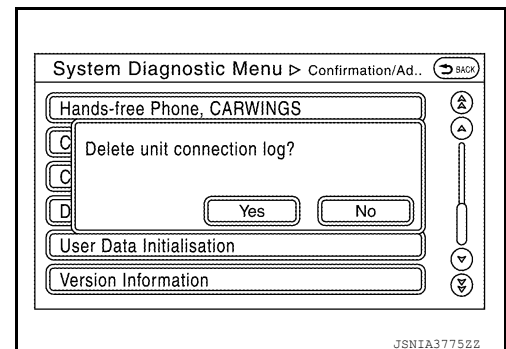 System Diagnostic Menu ▷ Confirmation/Ad.. BACK
Hands-free Phone, CARWINGS
C
Delete unit connection log?
C
D
Yes No
User Data Initialisation
Version Information
JSNIA3775ZZ